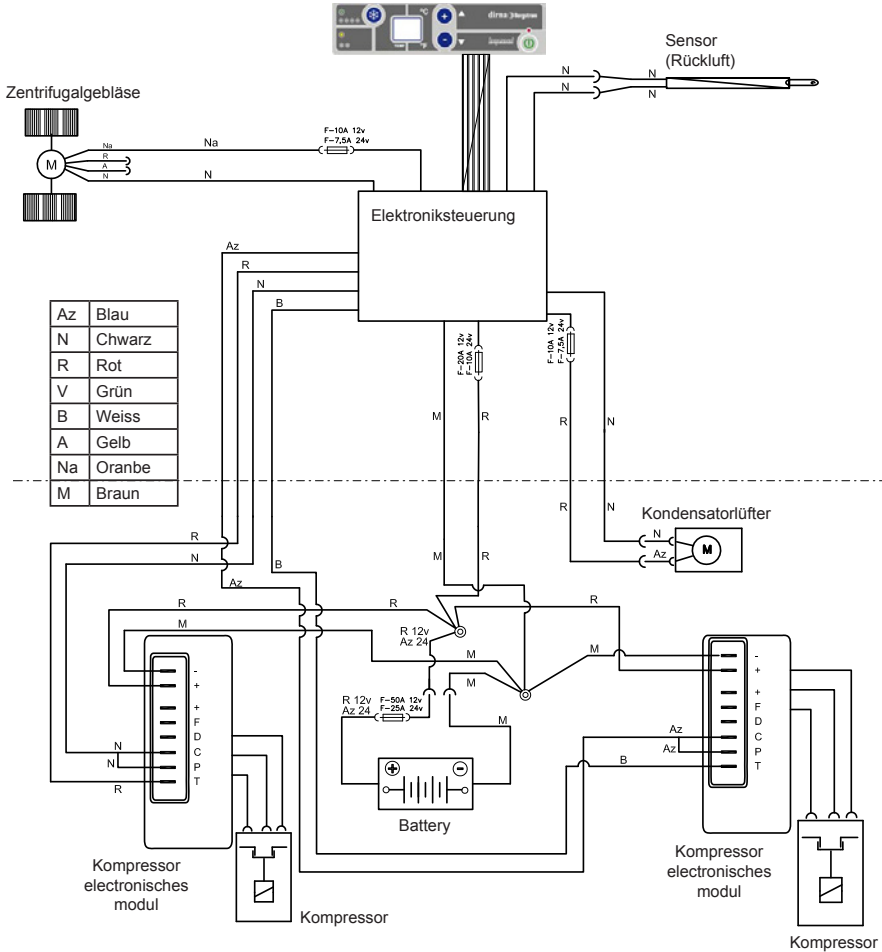 °C
°F
dirna
Sensor
(Rückluft)
N
N
N
N
Zentrifugalgebläse
M
Na
R
A
N
Na
N
F-10A 12v
F-7,5A 24v
Elektroniksteuerung
Az
R
N
B
Az Blau
N Chwarz
R Rot
V Grün
B Weiss
A Gelb
Na Oranbe
M Braun
F-20A 12v
F-10A 24v
F-10A 12v
F-7,5A 24v
M
R
R
N
R
N
Kondensatorlüfter
N
Az
M
R
N
B
Az
M
R
R
R
R
M
R 12v
Az 24
M
M
M
R 12v
Az 24
F-50A 12v
F-25A 24v
M
-
+
+
F
D
C
P
T
N
N
R
-
+
+
F
D
C
P
T
Az
Az
B
+
-
Battery
Kompressor
electronisches
modul
Kompressor
Kompressor
electronisches
modul
Kompressor